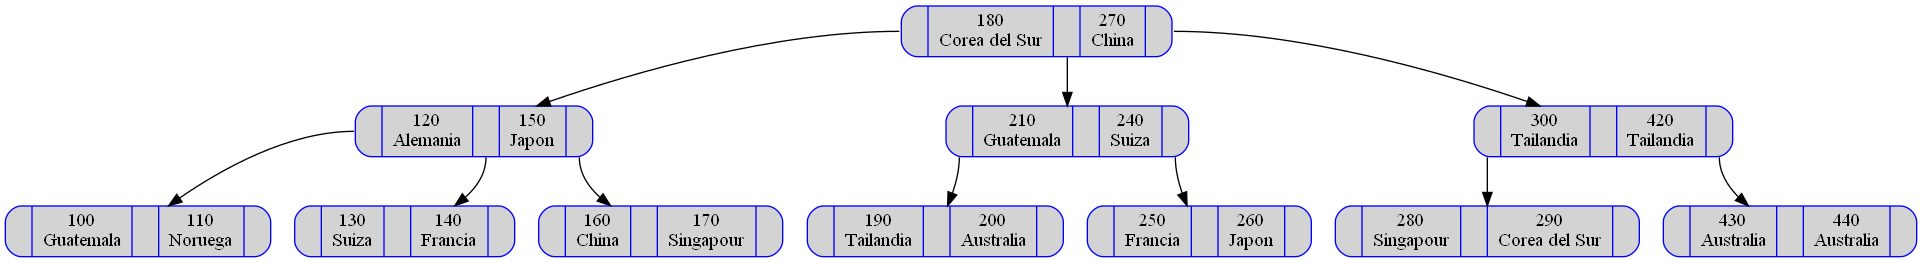 180
Corea del Sur
270
China
120
Alemania
150
Japon
210
Guatemala
240
Suiza
300
Tailandia
420
Tailandia
100
Guatemala
110
Noruega
130
Suiza
140
Francia
160
China
170
Singapour
190
Tailandia
200
Australia
250
Francia
260
Japon
280
Singapour
290
Corea del Sur
430
Australia
440
Australia